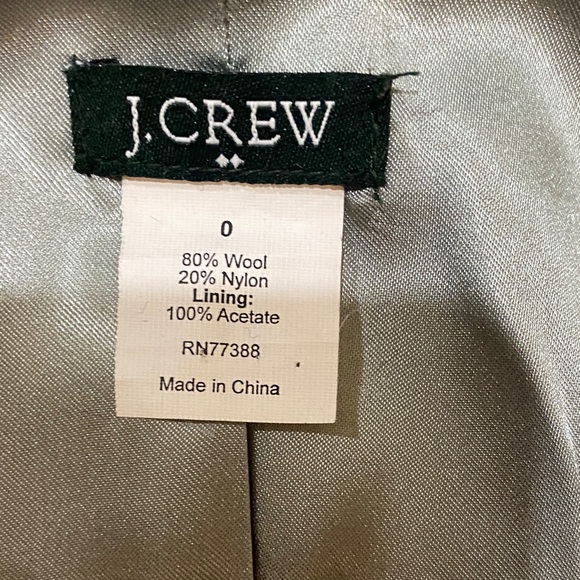 J.CREW
0
80% Wool
20% Nylon
Lining:
100% Acetate
RN77388
Made in China